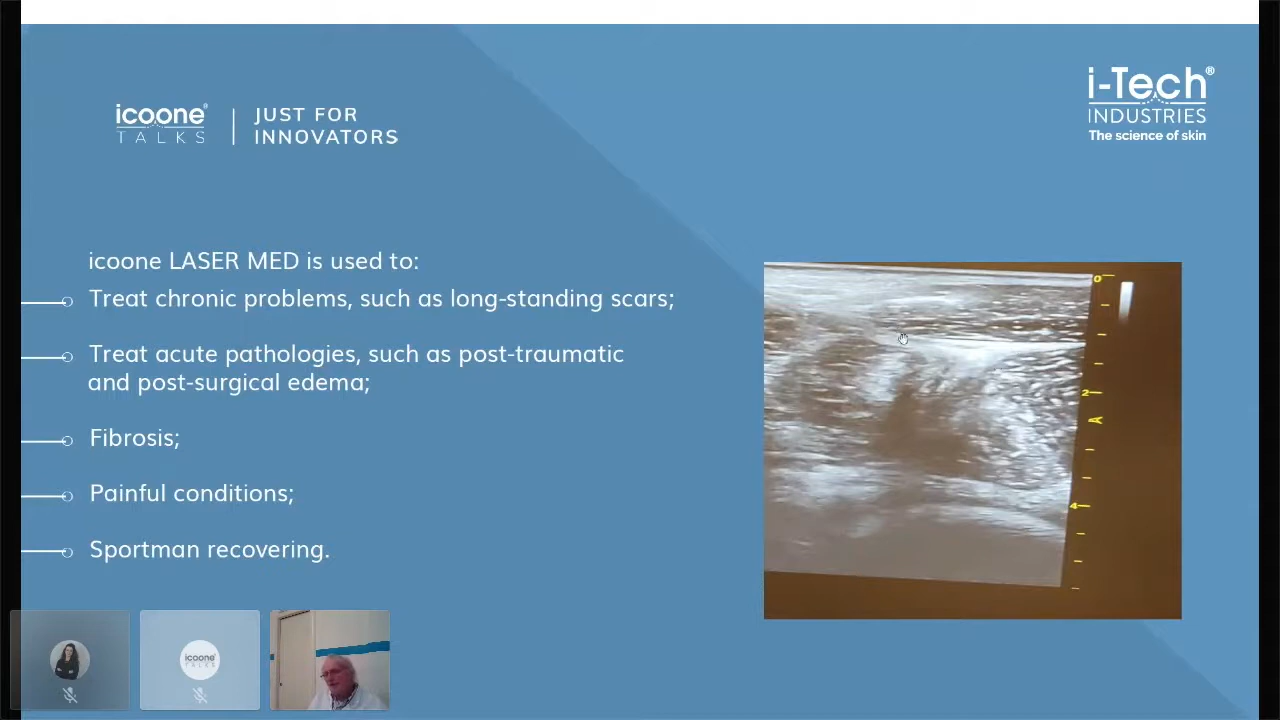 icoone®
TALKS
JUST FOR
INNOVATORS
i-Tech®
INDUSTRIES
The science of skin
icoone LASER MED is used to:
Treat chronic problems, such as long-standing scars;
Treat acute pathologies, such as post-traumatic
and post-surgical edema;
Fibrosis;
Painful conditions;
Sportman recovering.
0
2
A
4
icoone
TALKS